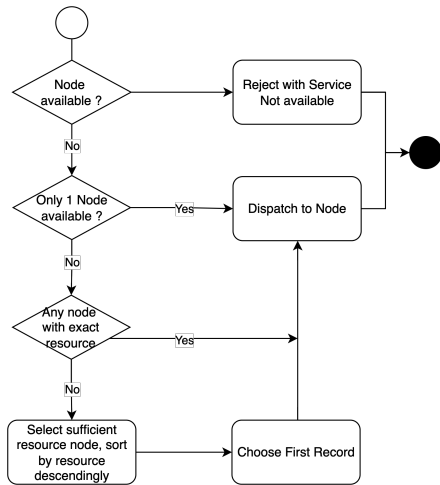 Node
available ?
Reject with Service
Not available
No
Only 1 Node
available ?
Yes
Dispatch to Node
No
Any node
with exact
resource
Yes
No
Select sufficient
resource node, sort
by resource
descendingly
Choose First Record